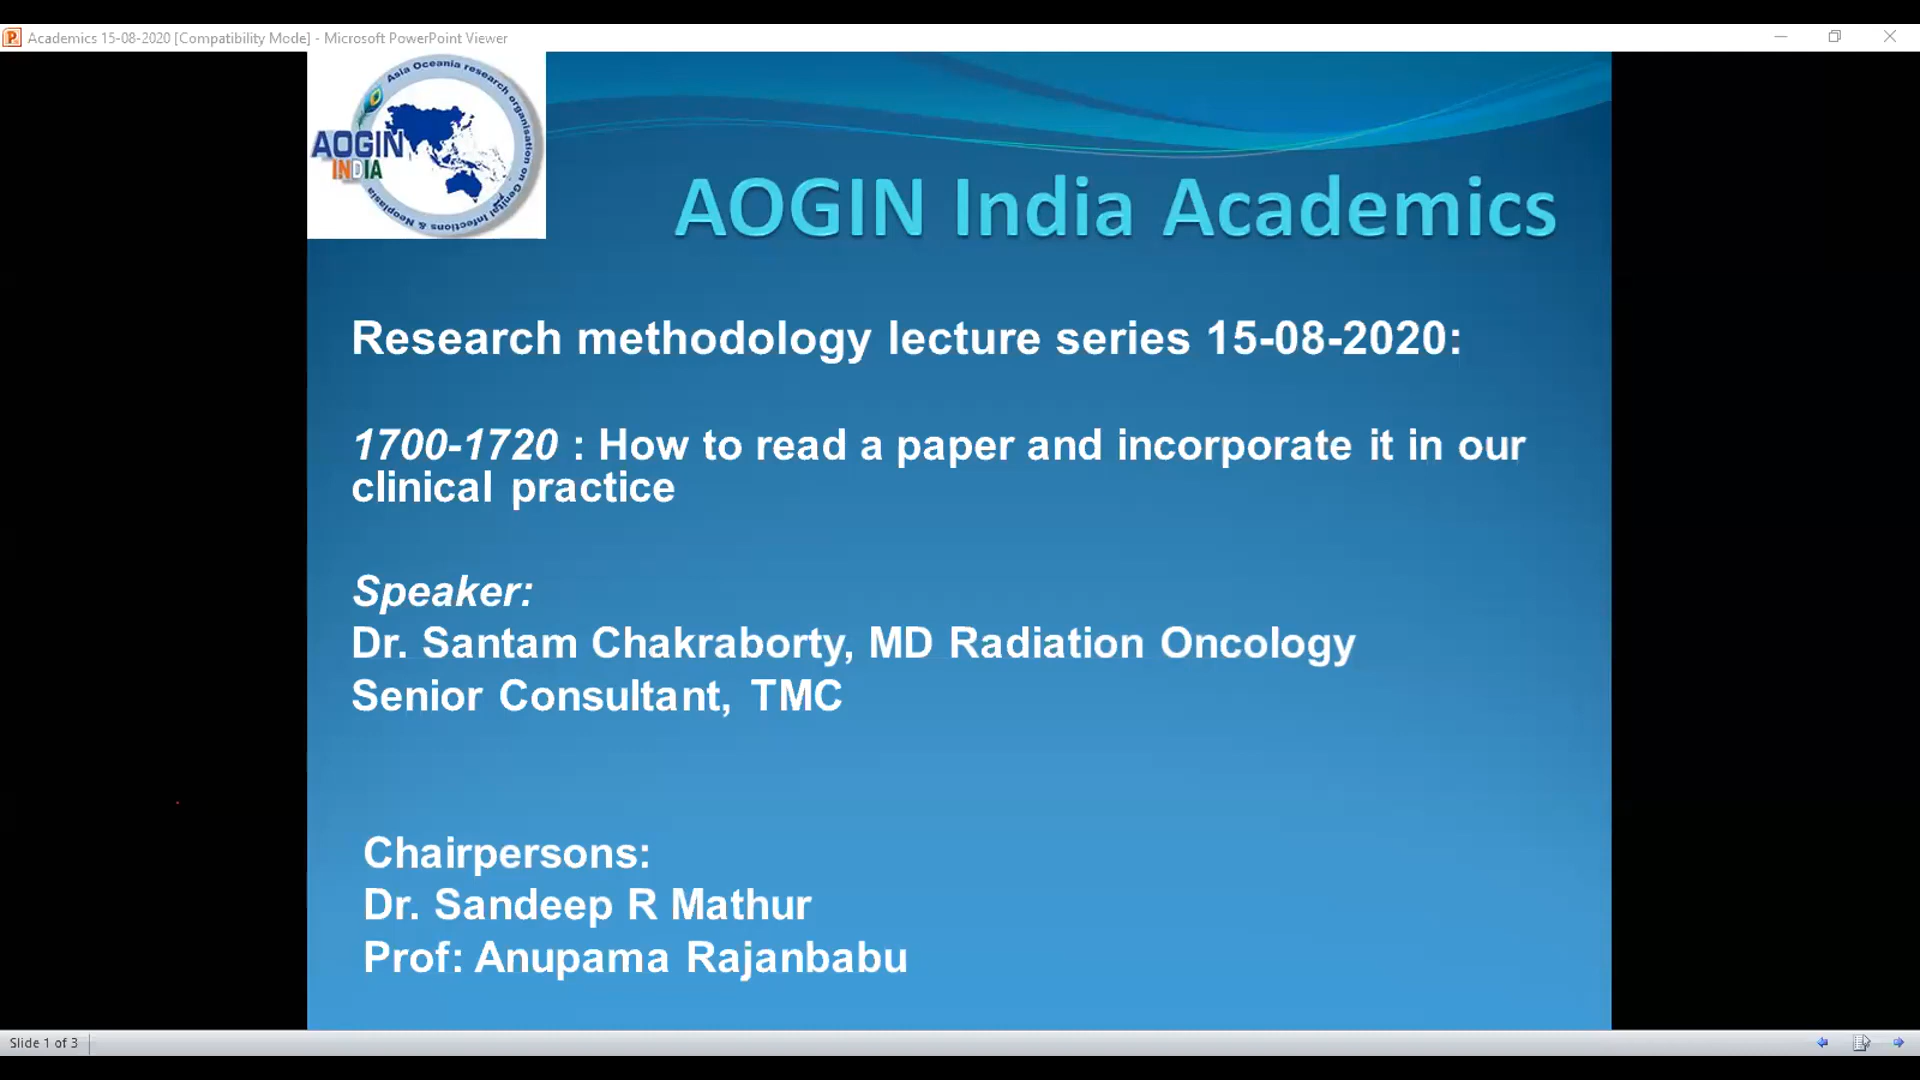 Academics 15-08-2020 [Compatibility Mode] - Microsoft PowerPoint Viewer
Asia Oceania research organisation on Genital Infections & Neoplasia
AOGIN
INDIA
AOGIN India Academics
Research methodology lecture series 15-08-2020:
1700-1720 : How to read a paper and incorporate it in our
clinical practice
Speaker:
Dr. Santam Chakraborty, MD Radiation Oncology
Senior Consultant, TMC
Chairpersons:
Dr. Sandeep R Mathur
Prof: Anupama Rajanbabu
Slide 1 of 3